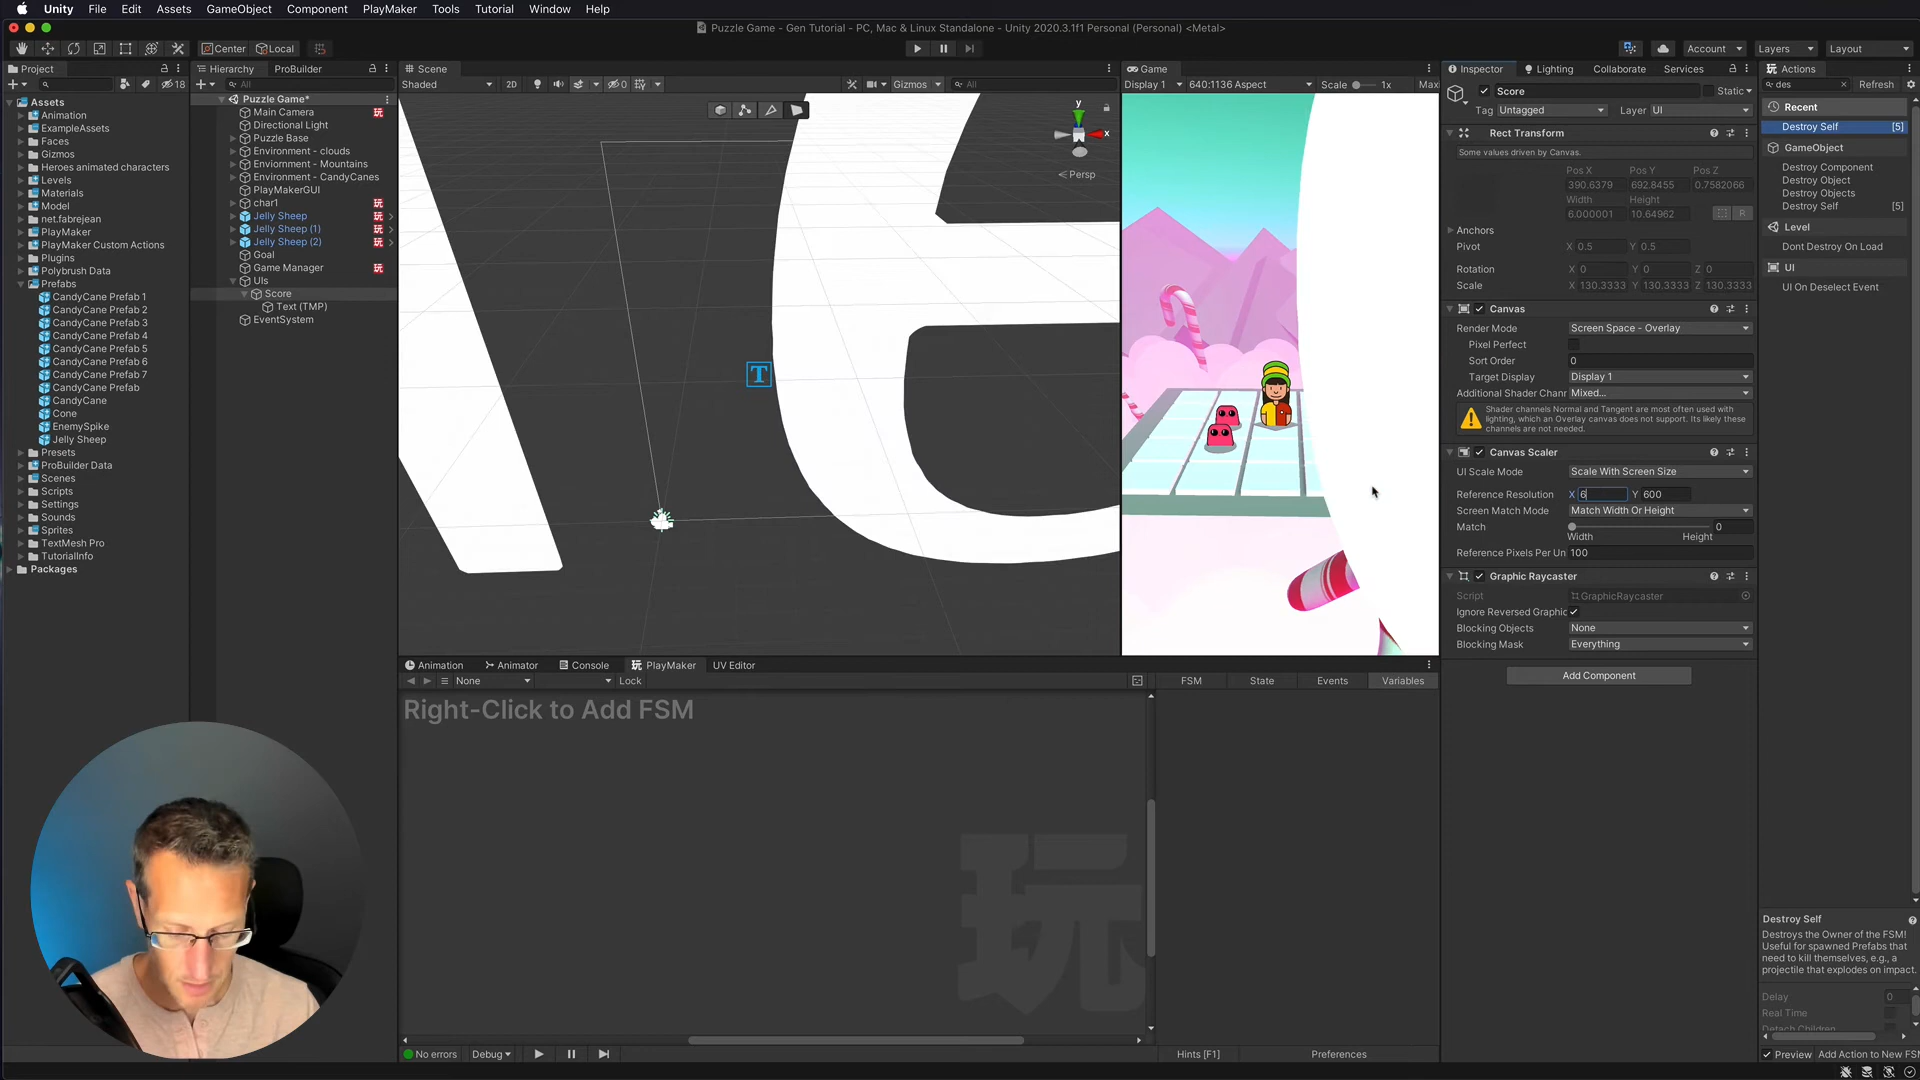 Unity File Edit Assets GameObject Component PlayMaker Tools Tutorial Window Help
Puzzle Game - Gen Tutorial - PC, Mac & Linux Standalone - Unity 2020.3.1f1 Personal (Personal) <Metal>
Center Local Account Layers Layout
Project
18
Assets
Animation
ExampleAssets
Faces
Gizmos
Heroes animated characters
Levels
Materials
Model
net.fabrejean
PlayMaker
PlayMaker Custom Actions
Plugins
Polybrush Data
Prefabs
CandyCane Prefab 1
CandyCane Prefab 2
CandyCane Prefab 3
CandyCane Prefab 4
CandyCane Prefab 5
CandyCane Prefab 6
CandyCane Prefab 7
CandyCane Prefab
CandyCane
Cone
EnemySpike
Jelly Sheep
Presets
ProBuilder Data
Scenes
Scripts
Settings
Sounds
Sprites
TextMesh Pro
TutorialInfo
Packages
Hierarchy ProBuilder
All
Puzzle Game*
Main Camera
Directional Light
Puzzle Base
Environment - clouds
Enviornment - Mountains
Environment - CandyCanes
PlayMakerGUI
char1
Jelly Sheep
Jelly Sheep (1)
Jelly Sheep (2)
Goal
Game Manager
UIs
Score
Text (TMP)
EventSystem
Scene
Shaded 2D 0 Gizmos All
y
x
Persp
T
Game
Display 1 640:1136 Aspect Scale 1x Maxi
Animation Animator Console PlayMaker UV Editor
None Lock FSM State Events Variables
Right-Click to Add FSM
玩
No errors Debug Hints [F1] Preferences
Inspector Lighting Collaborate Services
Score Static
Tag Untagged Layer UI
Rect Transform
Some values driven by Canvas.
Pos X Pos Y Pos Z
390.6379 692.8455 0.7582066
Width Height
6.000001 10.64962 R
Anchors
Pivot X 0.5 Y 0.5
Rotation X 0 Y 0 Z 0
Scale X 130.3333 Y 130.3333 Z 130.3333
Canvas
Render Mode Screen Space - Overlay
Pixel Perfect
Sort Order 0
Target Display Display 1
Additional Shader Chanr Mixed...
Shader channels Normal and Tangent are most often used with
lighting, which an Overlay canvas does not support. Its likely these
channels are not needed.
Canvas Scaler
UI Scale Mode Scale With Screen Size
Reference Resolution X 6 Y 600
Screen Match Mode Match Width Or Height
Match 0
Width Height
Reference Pixels Per Un 100
Graphic Raycaster
Script GraphicRaycaster
Ignore Reversed Graphic
Blocking Objects None
Blocking Mask Everything
Add Component
Actions
des Refresh
Recent
Destroy Self [5]
GameObject
Destroy Component
Destroy Object
Destroy Objects
Destroy Self [5]
Level
Dont Destroy On Load
UI
UI On Deselect Event
Destroy Self
Destroys the Owner of the FSM!
Useful for spawned Prefabs that
need to kill themselves, e.g., a
projectile that explodes on impact.
Delay 0
Real Time
Detach Children
Preview Add Action to New FSM